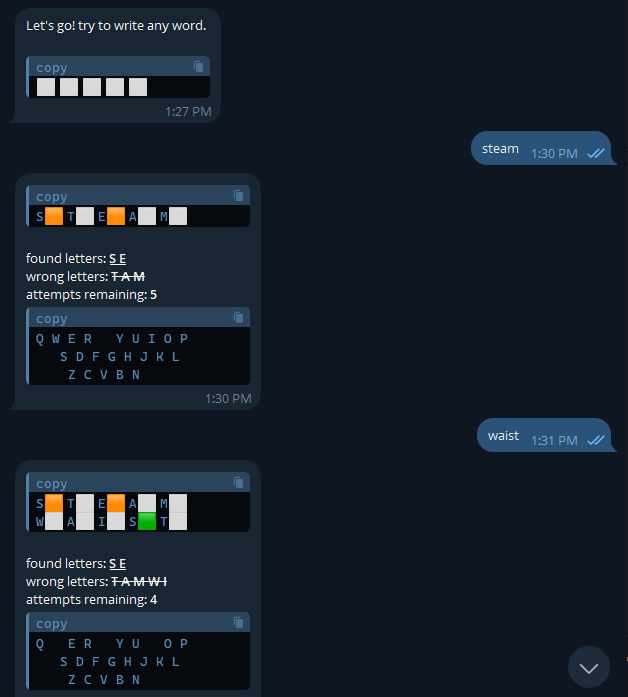 Let's go! try to write any word.
copy
1:27 PM
steam 1:30 PM
copy
S T E A M
found letters: S E
wrong letters: T A M
attempts remaining: 5
copy
Q W E R Y U I O P
S D F G H J K L
Z C V B N
1:30 PM
waist 1:31 PM
copy
S T E A M
W A I S T
found letters: S E
wrong letters: T A M W I
attempts remaining: 4
copy
Q E R Y U O P
S D F G H J K L
Z C V B N